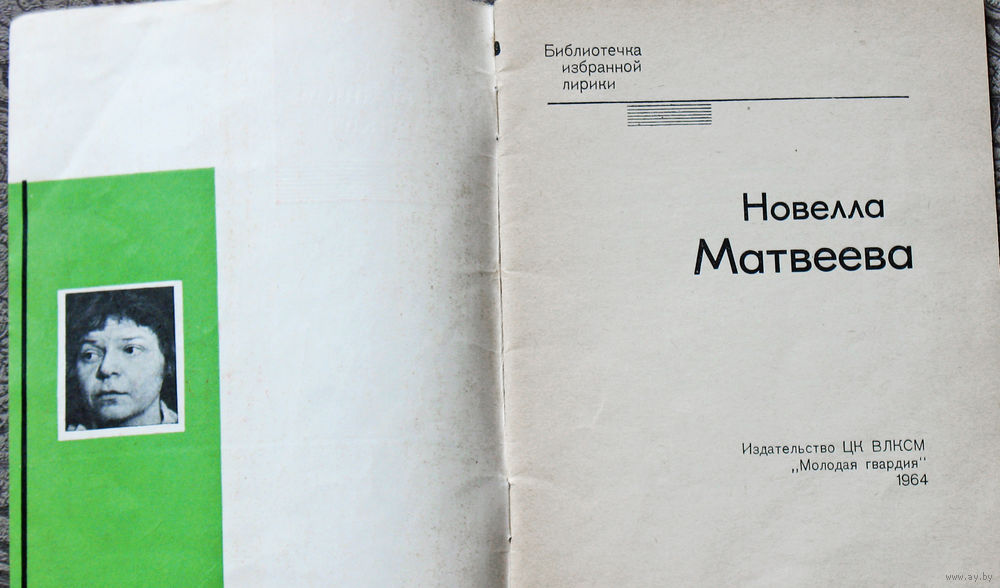 Библиотечка
избранной
лирики
Новелла
Матвеева
Издательство ЦК ВЛКСМ
„Молодая гвардия"
1964
www.ay.by